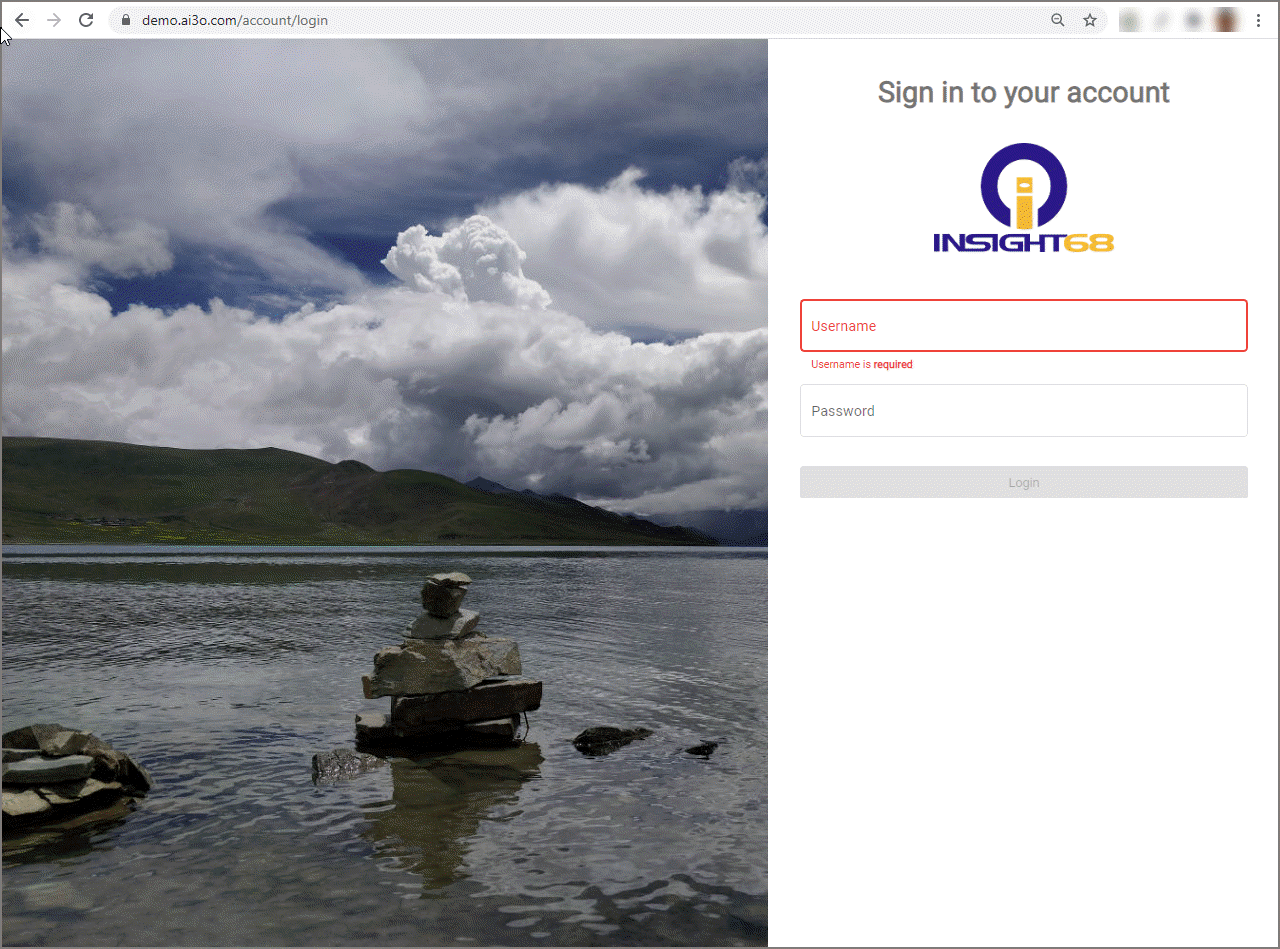 demo.ai3o.com/account/login
Sign in to your account
INSIGHT68
Username
Username is required
Password
Login